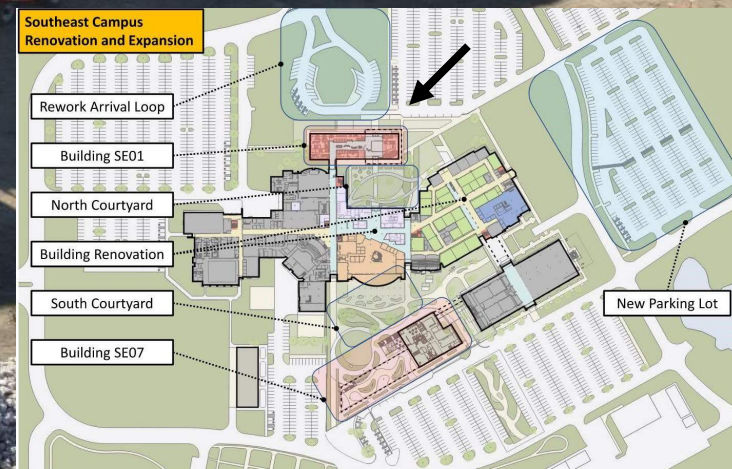 Southeast Campus
Renovation and Expansion
Rework Arrival Loop
Building SE01
North Courtyard
Building Renovation
South Courtyard
Building SE07
New Parking Lot